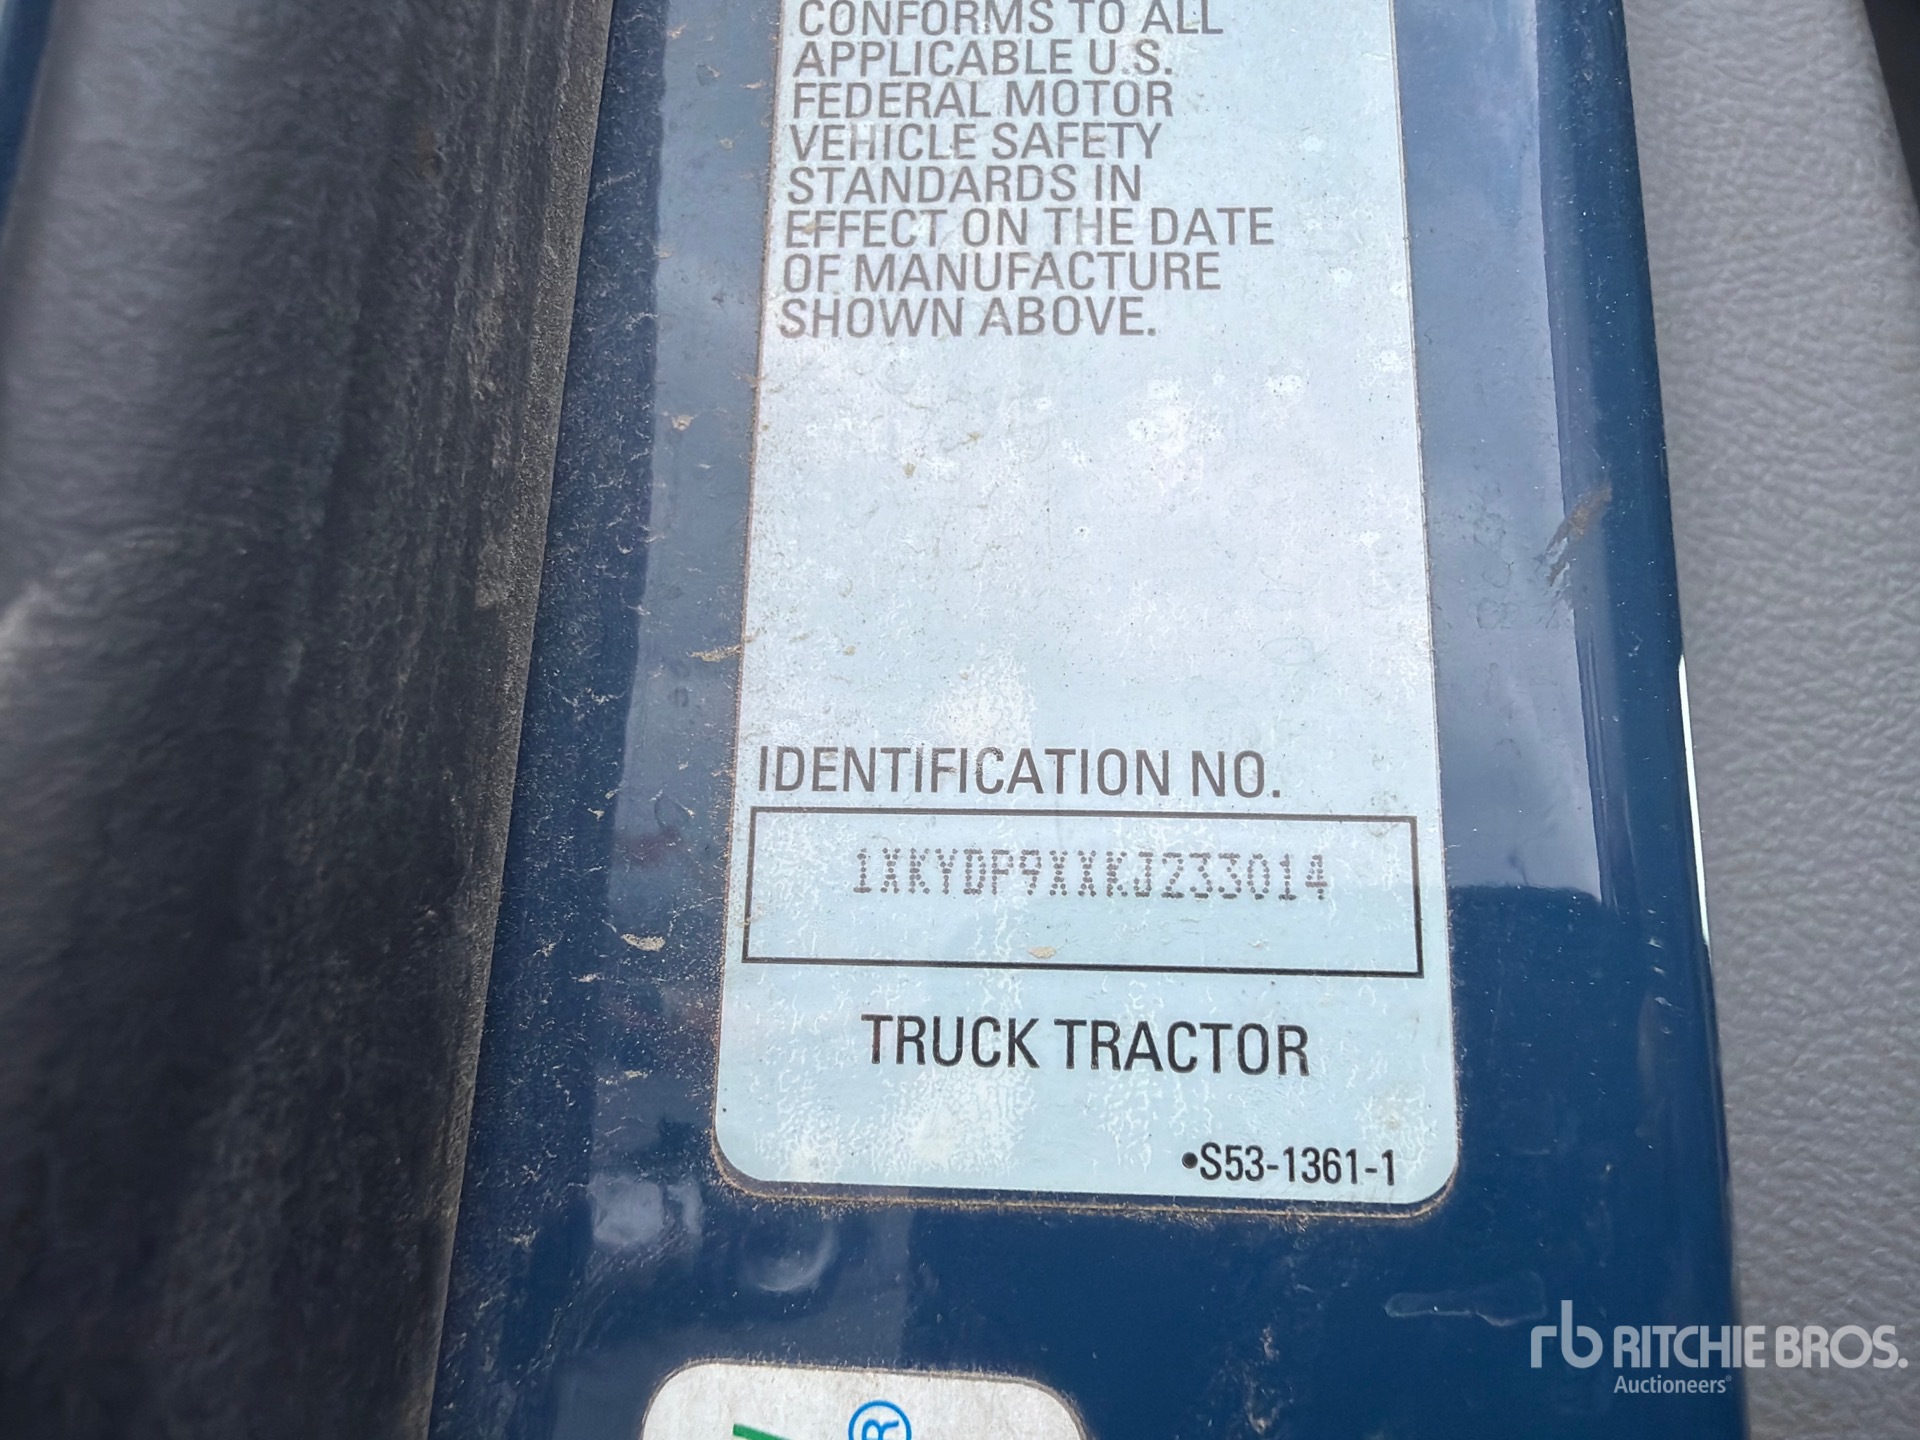 CONFORMS TO ALL
APPLICABLE U.S.
FEDERAL MOTOR
VEHICLE SAFETY
STANDARDS IN
EFFECT ON THE DATE
OF MANUFACTURE
SHOWN ABOVE.
IDENTIFICATION NO.
1XKYDP9XXKJ233014
TRUCK TRACTOR
•S53-1361-1
®
rb RITCHIE BROS.
Auctioneers®